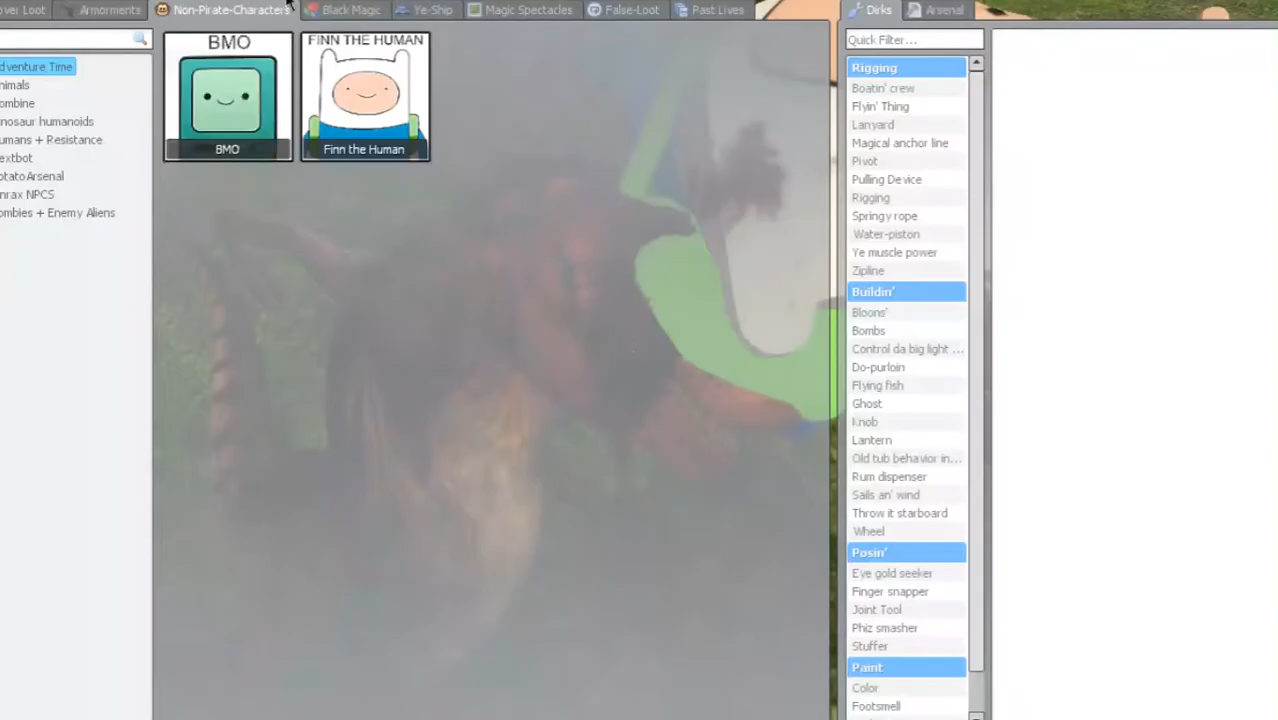 over Loot
Armorments
Non-Pirate-Characters
Black Magic
Ye-Ship
Magic Spectacles
False-Loot
Past Lives
Dirks
Arsenal
dventure Time
nimals
ombine
inosaur humanoids
umans + Resistance
extbot
otatoArsenal
nrax NPCS
ombies + Enemy Aliens
BMO
BMO
FINN THE HUMAN
Finn the Human
Quick Filter...
Rigging
Boatin' crew
Flyin' Thing
Lanyard
Magical anchor line
Pivot
Pulling Device
Rigging
Springy rope
Water-piston
Ye muscle power
Zipline
Buildin'
Bloons'
Bombs
Control da big light ...
Do-purloin
Flying fish
Ghost
Knob
Lantern
Old tub behavior in...
Rum dispenser
Sails an' wind
Throw it starboard
Wheel
Posin'
Eye gold seeker
Finger snapper
Joint Tool
Phiz smasher
Stuffer
Paint
Color
Footsmell